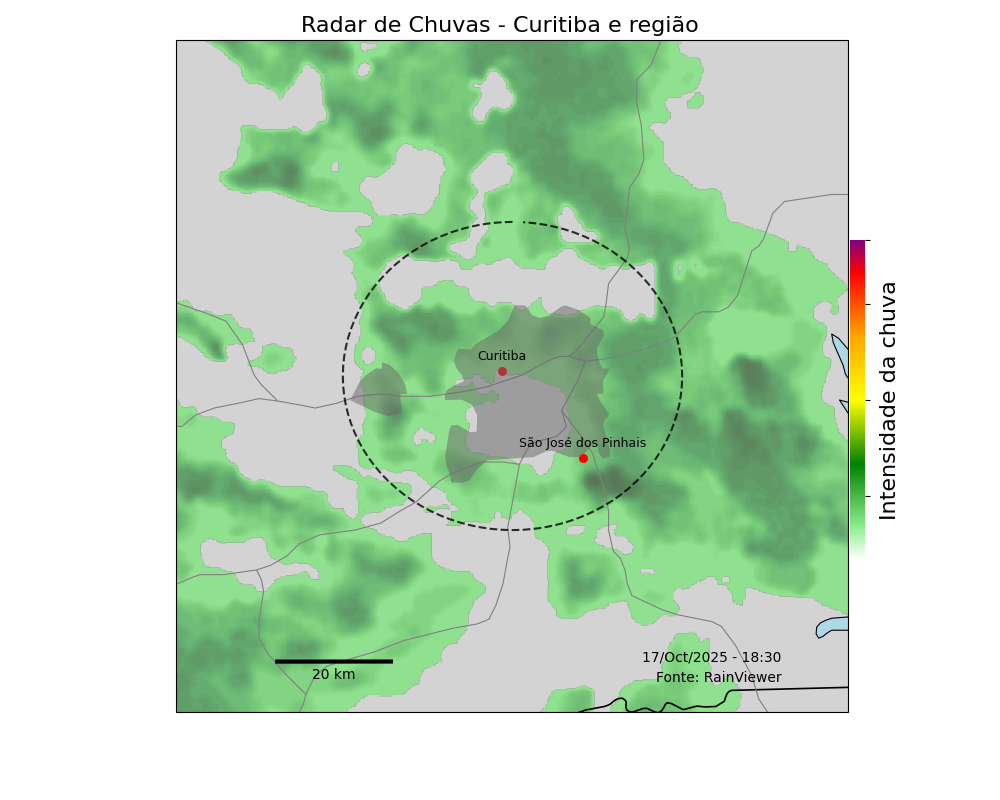 Radar de Chuvas - Curitiba e região
Curitiba
São José dos Pinhais
Intensidade da chuva
17/Oct/2025 - 18:30
Fonte: RainViewer
20 km